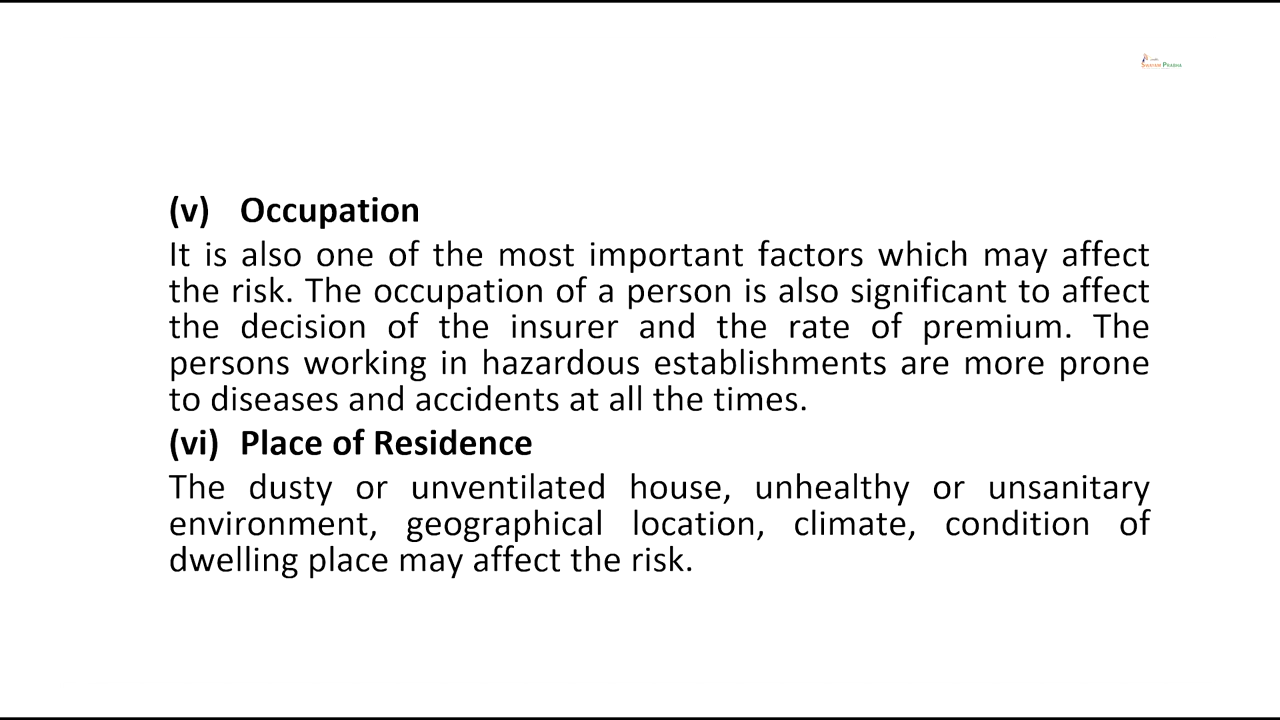 Swayam Prabha
(v) Occupation
It is also one of the most important factors which may affect
the risk. The occupation of a person is also significant to affect
the decision of the insurer and the rate of premium. The
persons working in hazardous establishments are more prone
to diseases and accidents at all the times.
(vi) Place of Residence
The dusty or unventilated house, unhealthy or unsanitary
environment, geographical location, climate, condition of
dwelling place may affect the risk.